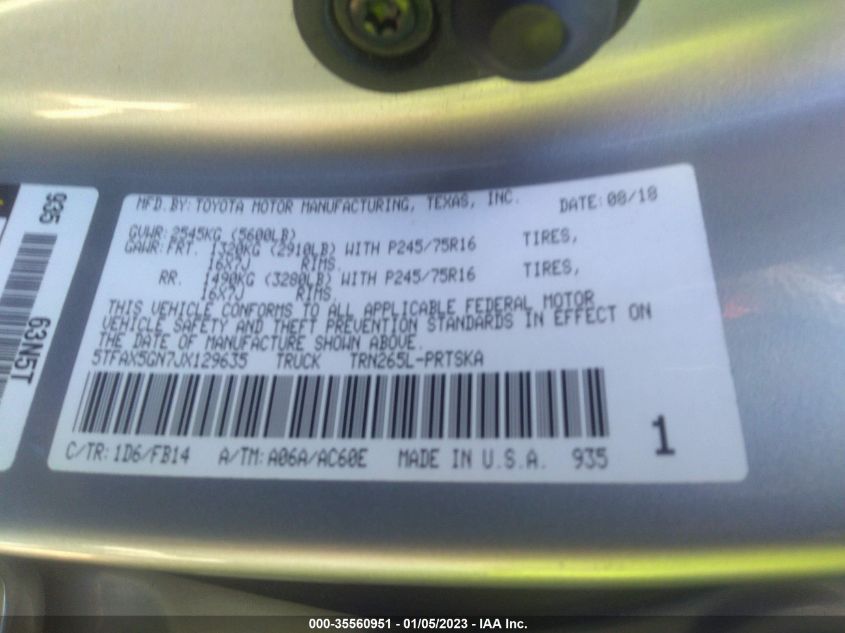 MFD. BY: TOYOTA MOTOR MANUFACTURING, TEXAS, INC. DATE: 08/18
GVWR: 2545KG (5600LB)
GAWR: FRT. 1320KG (2910LB) WITH P245/75R16 TIRES,
16X7J RIMS.
RR. 1490KG (3280LB) WITH P245/75R16 TIRES,
16X7J RIMS.
THIS VEHICLE CONFORMS TO ALL APPLICABLE FEDERAL MOTOR
VEHICLE SAFETY AND THEFT PREVENTION STANDARDS IN EFFECT ON
THE DATE OF MANUFACTURE SHOWN ABOVE.
5TFAX5GN7JX129635 TRUCK TRN265L-PRTSKA
C/TR: 1D6/FB14 A/TM: A06A/AC60E MADE IN U.S.A. 935
1
935
63N5T
000-35560951 - 01/05/2023 - IAA Inc.